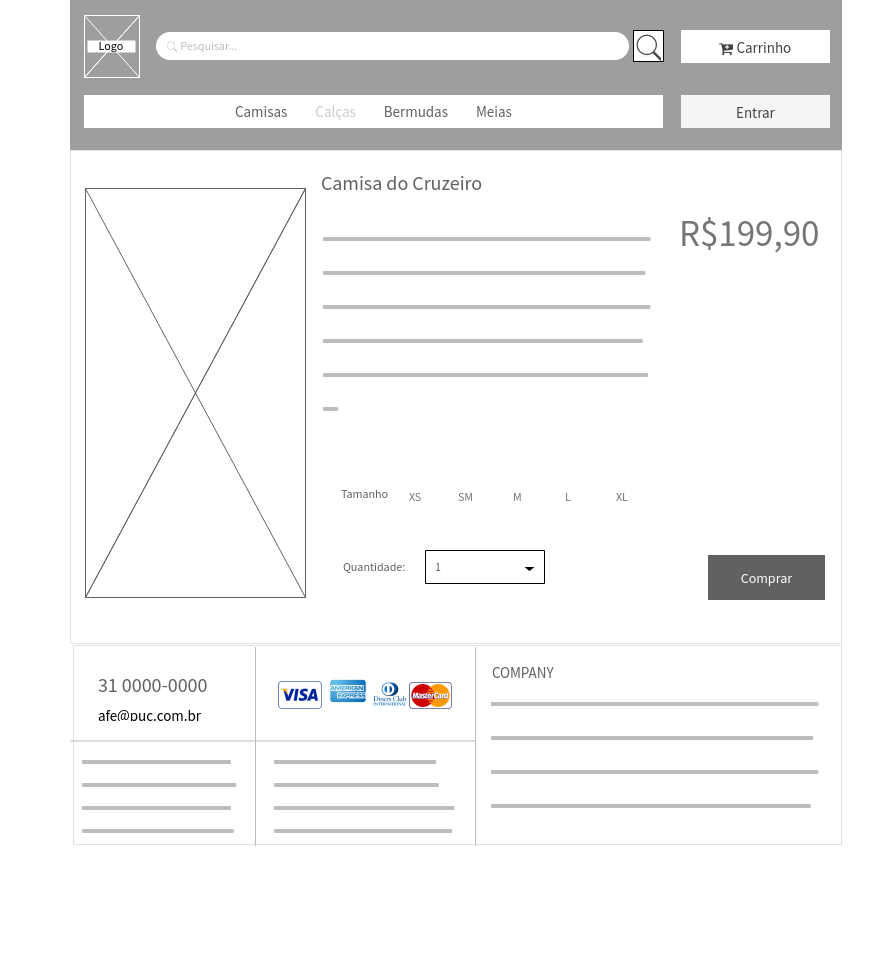 Logo
Pesquisar...
Carrinho
Camisas Calças Bermudas Meias
Entrar
Camisa do Cruzeiro
R$199,90
Tamanho XS SM M L XL
Quantidade: 1
Comprar
31 0000-0000
afe@puc.com.br
VISA
AMERICAN EXPRESS
Diners Club
INTERNATIONAL
MasterCard
COMPANY